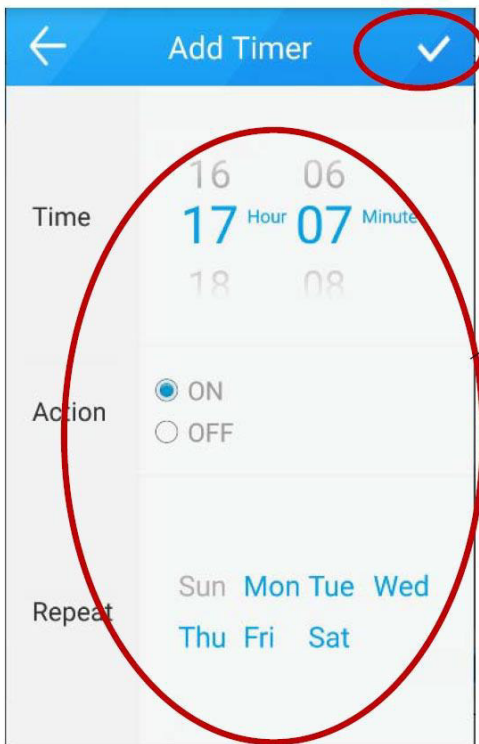 Add Timer
16 06
Time 17 Hour 07 Minute
18 08
Action ON
OFF
Repeat Sun Mon Tue Wed
Thu Fri Sat